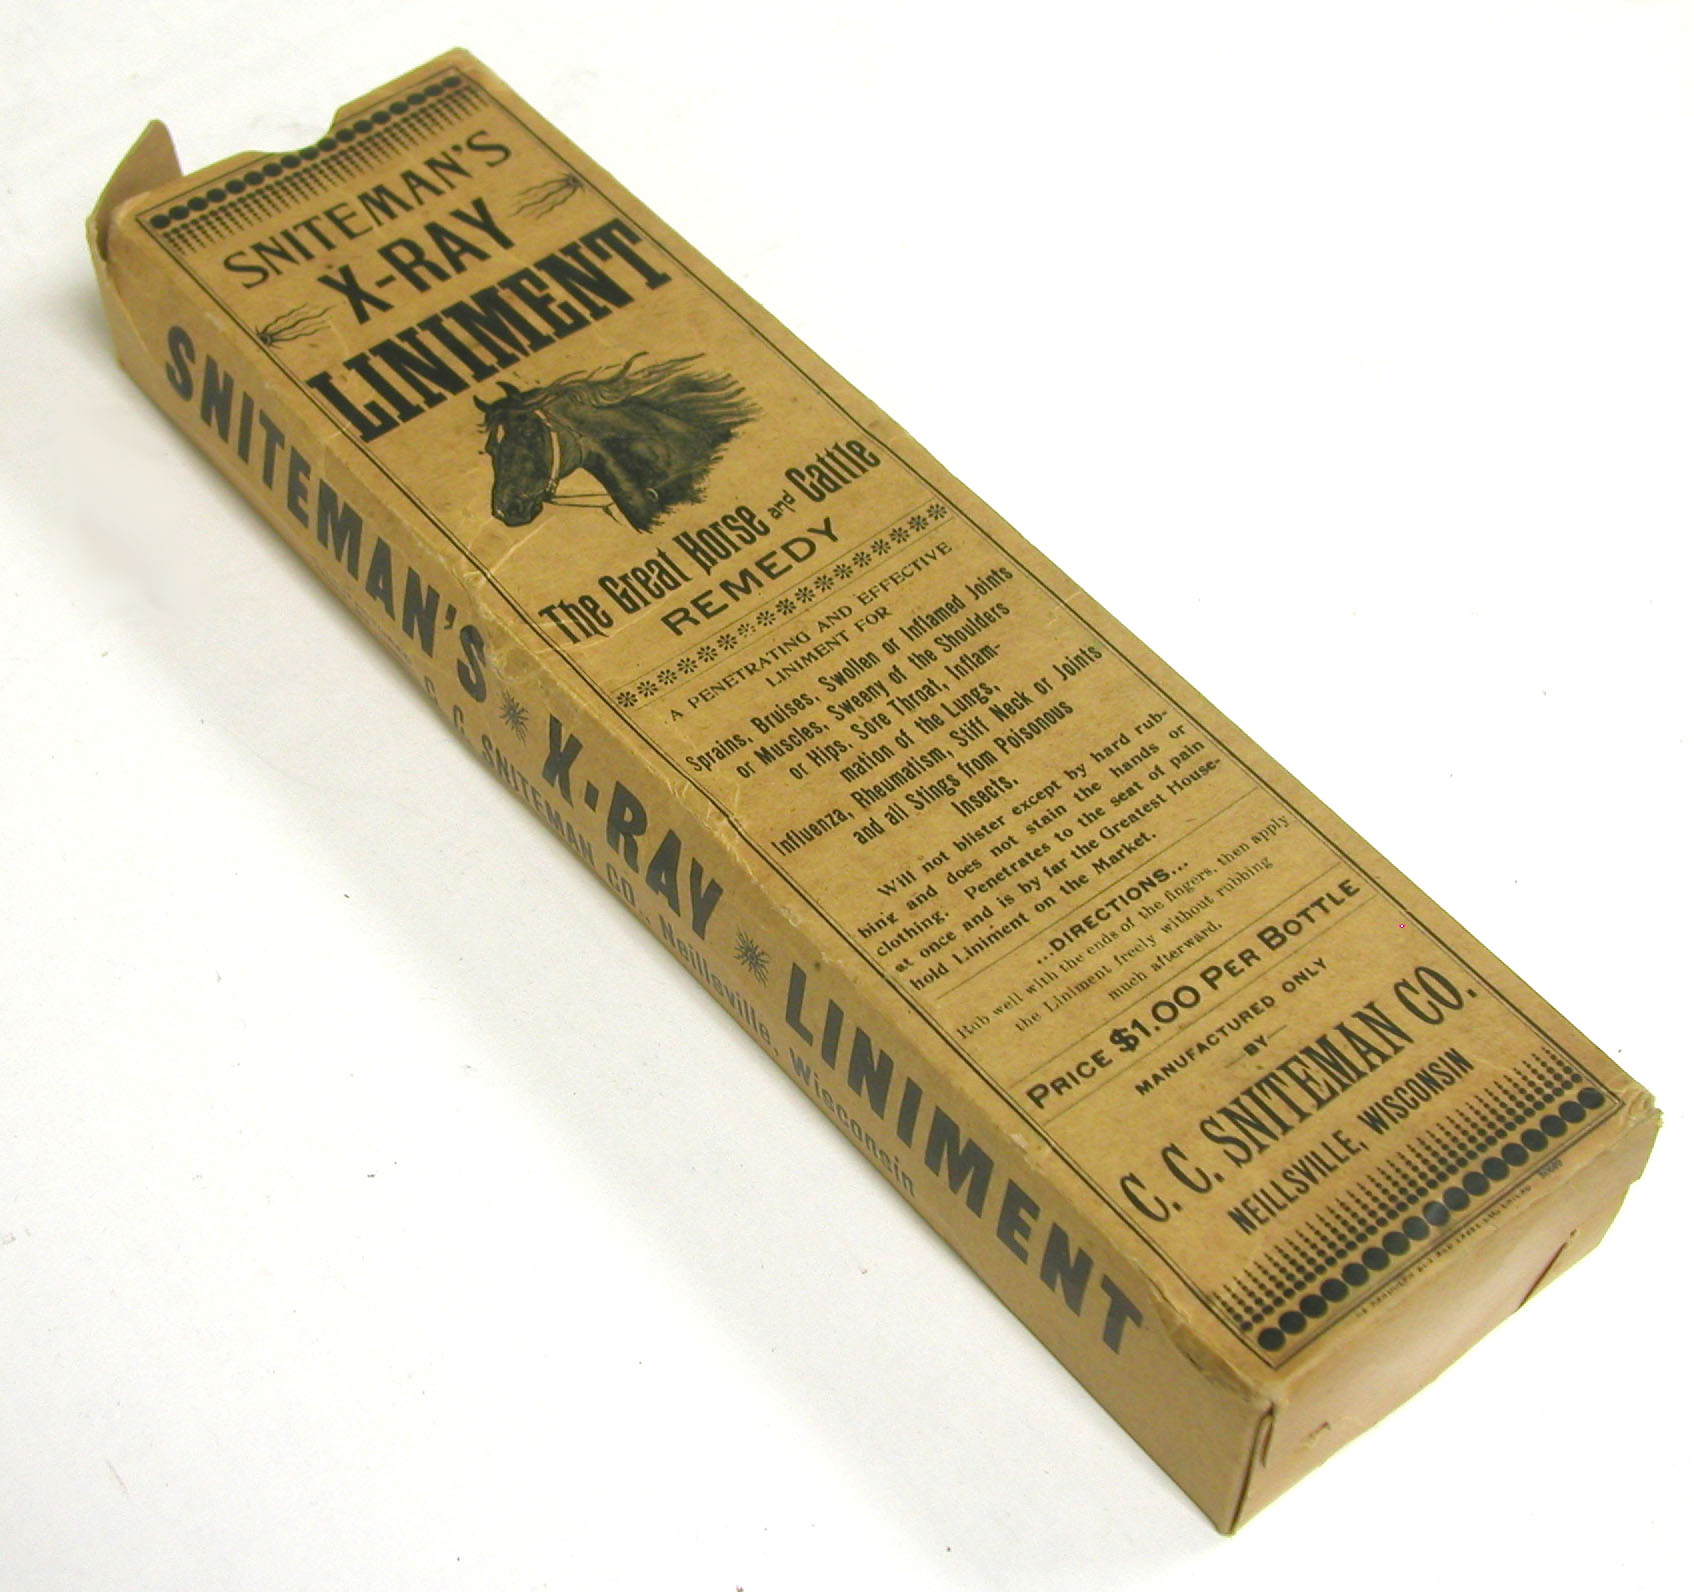 SNITEMAN'S
X-RAY
LINIMENT
The Great Horse and Cattle
REMEDY
A PENETRATING AND EFFECTIVE
LINIMENT FOR
Sprains, Bruises, Swollen or Inflamed Joints
or Muscles, Sweeny of the Shoulders
or Hips, Sore Throat, Inflam-
mation of the Lungs,
Influenza, Rheumatism, Stiff Neck or Joints
and all Stings from Poisonous
Insects.
Will not blister except by hard rub-
bing and does not stain the hands or
clothing. Penetrates to the seat of pain
at once and is by far the Greatest House-
hold Liniment on the Market.
...DIRECTIONS...
Rub well with the ends of the fingers, then apply
the Liniment freely without rubbing
much afterward.
PRICE $1.00 PER BOTTLE
MANUFACTURED ONLY
—BY—
C. C. SNITEMAN CO.
NEILLSVILLE, WISCONSIN
SNITEMAN'S X-RAY LINIMENT
C. C. SNITEMAN CO., Neillsville, Wisconsin